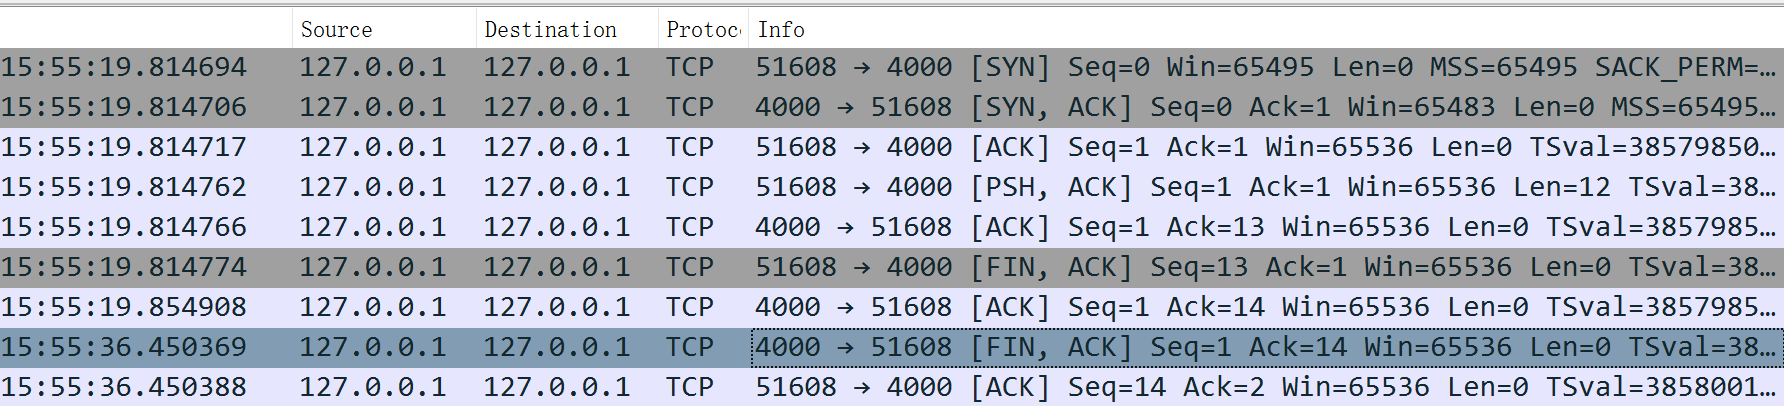 Source Destination Protoc Info
15:55:19.814694 127.0.0.1 127.0.0.1 TCP 51608 → 4000 [SYN] Seq=0 Win=65495 Len=0 MSS=65495 SACK_PERM=…
15:55:19.814706 127.0.0.1 127.0.0.1 TCP 4000 → 51608 [SYN, ACK] Seq=0 Ack=1 Win=65483 Len=0 MSS=65495…
15:55:19.814717 127.0.0.1 127.0.0.1 TCP 51608 → 4000 [ACK] Seq=1 Ack=1 Win=65536 Len=0 TSval=38579850…
15:55:19.814762 127.0.0.1 127.0.0.1 TCP 51608 → 4000 [PSH, ACK] Seq=1 Ack=1 Win=65536 Len=12 TSval=38…
15:55:19.814766 127.0.0.1 127.0.0.1 TCP 4000 → 51608 [ACK] Seq=1 Ack=13 Win=65536 Len=0 TSval=3857985…
15:55:19.814774 127.0.0.1 127.0.0.1 TCP 51608 → 4000 [FIN, ACK] Seq=13 Ack=1 Win=65536 Len=0 TSval=38…
15:55:19.854908 127.0.0.1 127.0.0.1 TCP 4000 → 51608 [ACK] Seq=1 Ack=14 Win=65536 Len=0 TSval=3857985…
15:55:36.450369 127.0.0.1 127.0.0.1 TCP 4000 → 51608 [FIN, ACK] Seq=1 Ack=14 Win=65536 Len=0 TSval=38…
15:55:36.450388 127.0.0.1 127.0.0.1 TCP 51608 → 4000 [ACK] Seq=14 Ack=2 Win=65536 Len=0 TSval=3858001…